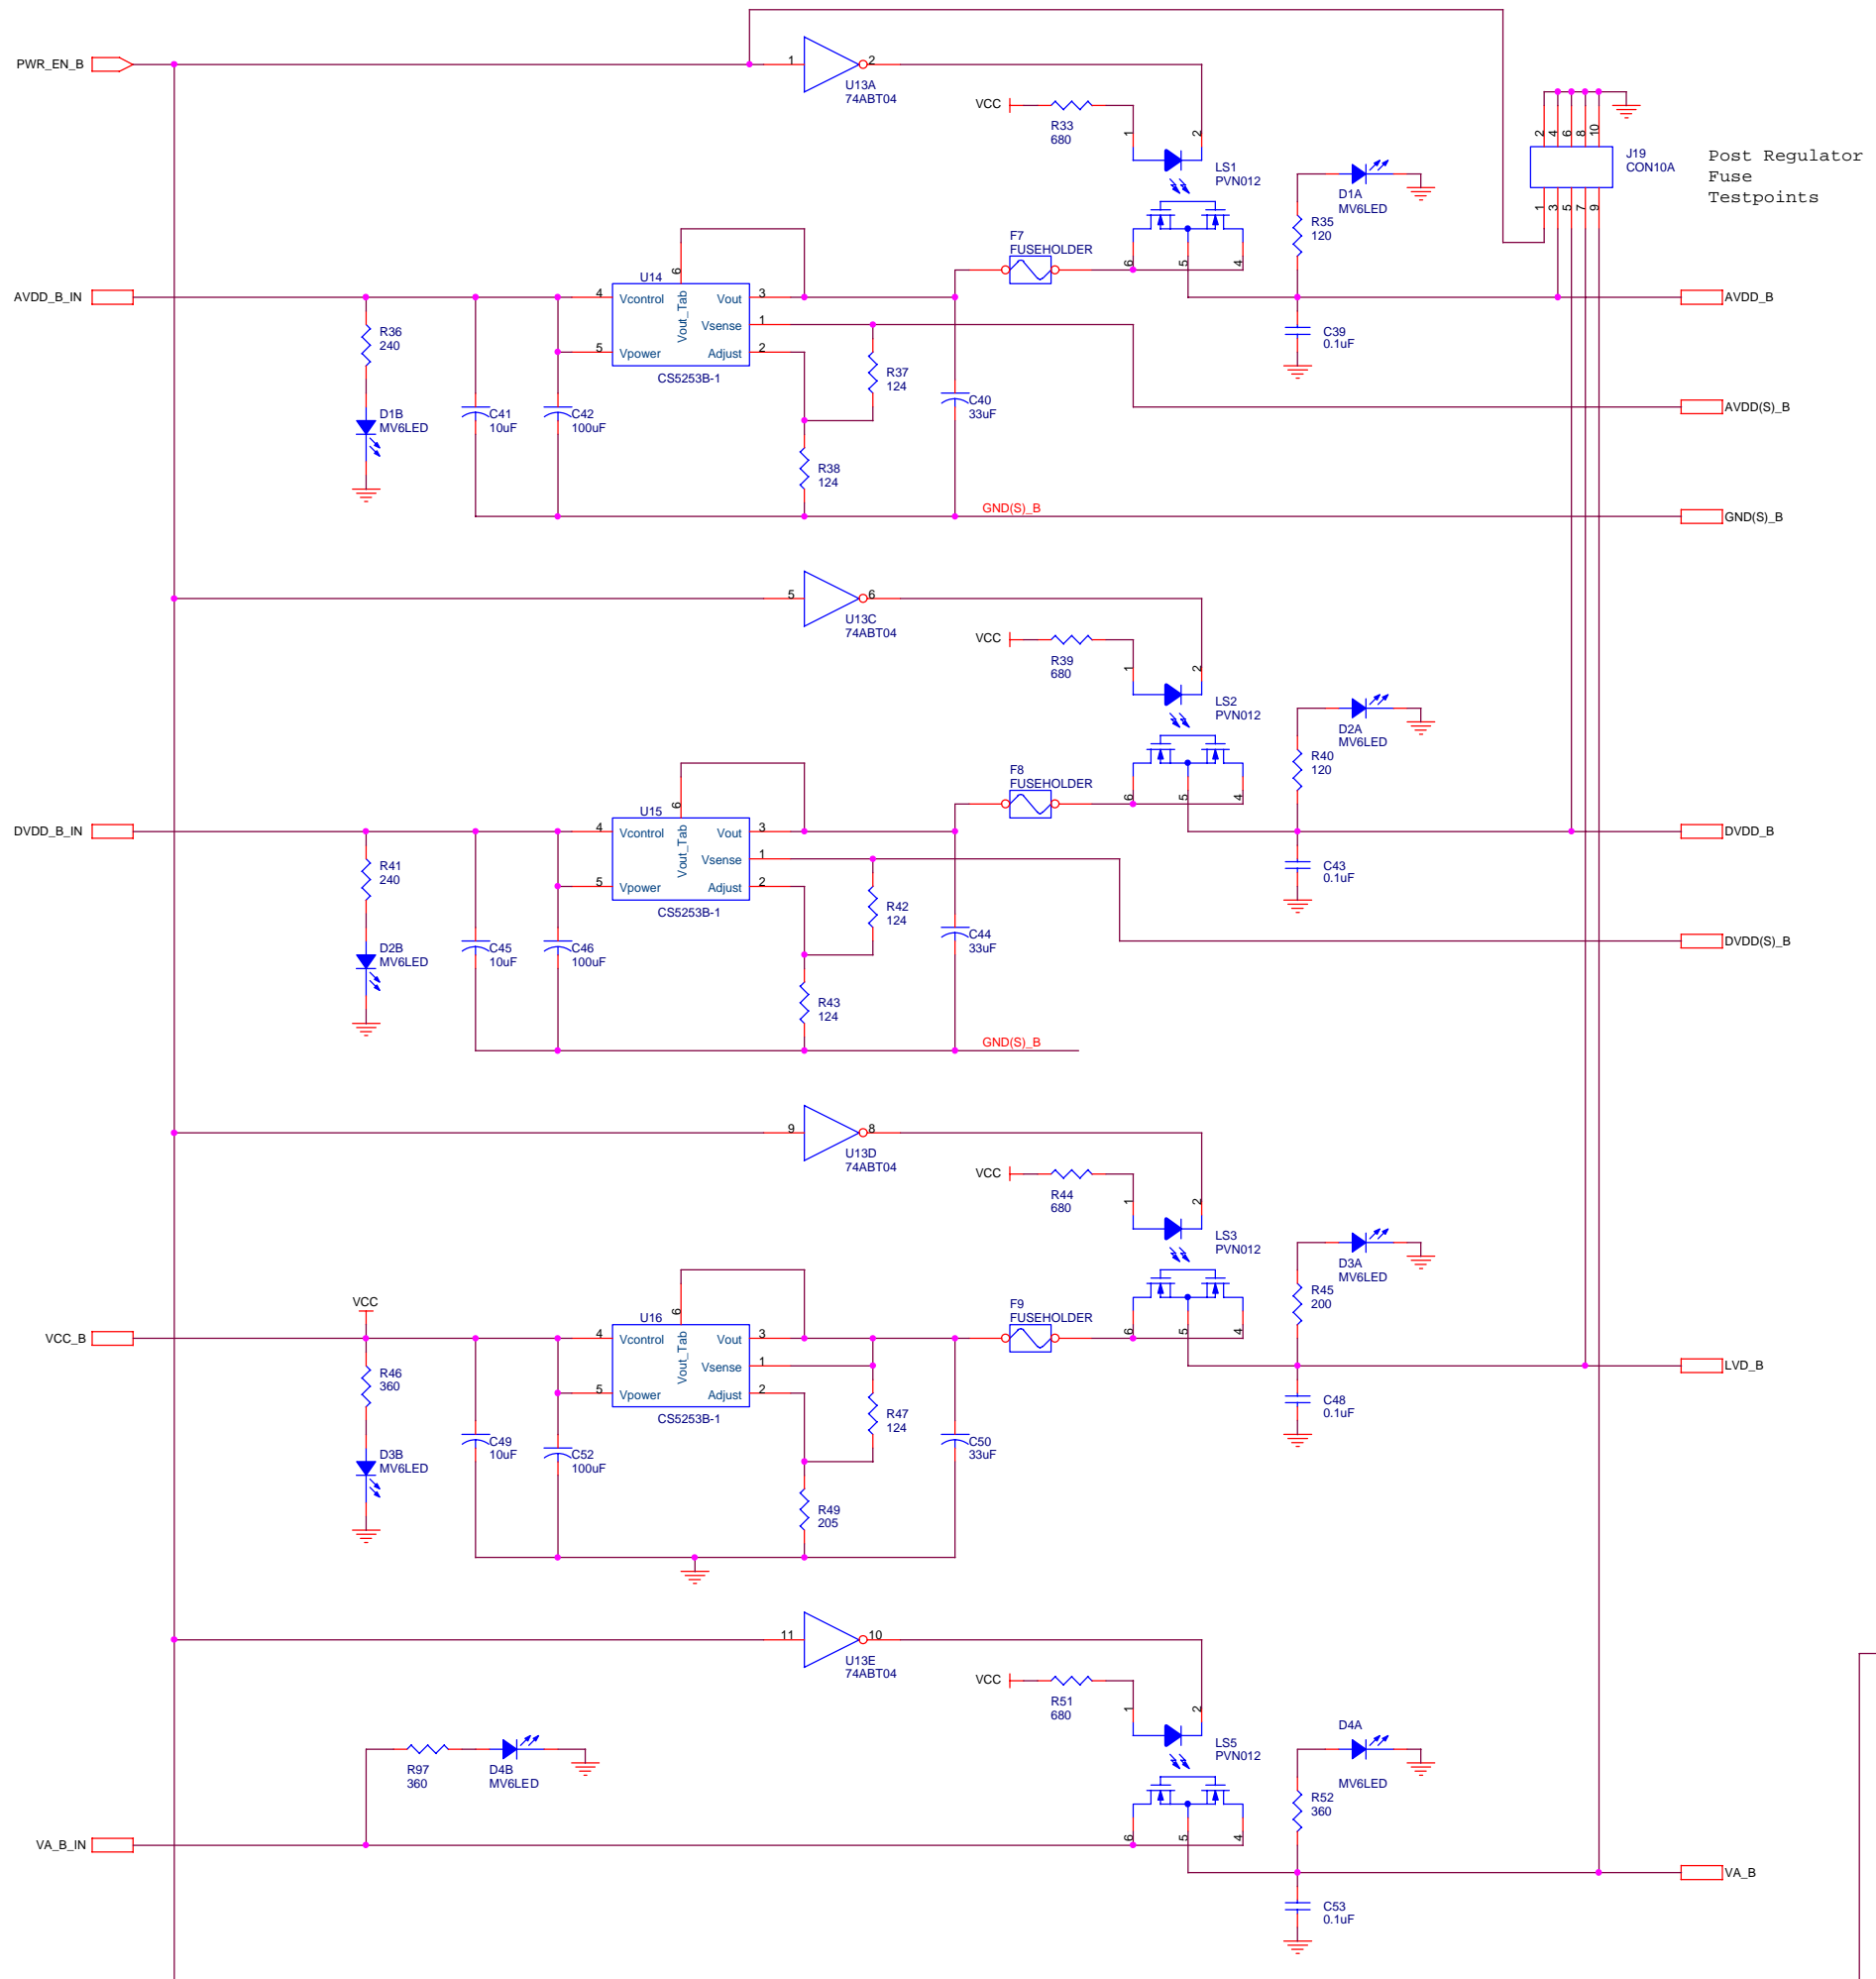 PWR_EN_B
1
2
U13A
74ABT04
VCC
R33
680
1
2
LS1
PVN012
D1A
MV6LED
2
4
6
8
10
J19
CON10A
1
3
5
7
9
Post Regulator
Fuse
Testpoints
R35
120
F7
FUSEHOLDER
6
5
4
AVDD_B_IN
U14
6
4
Vcontrol
Vout_Tab
Vout
3
Vsense
1
5
Vpower
Adjust
2
CS5253B-1
AVDD_B
R36
240
C39
0.1uF
R37
124
C40
33uF
AVDD(S)_B
D1B
MV6LED
C41
10uF
C42
100uF
R38
124
GND(S)_B
GND(S)_B
5
6
U13C
74ABT04
VCC
R39
680
1
2
LS2
PVN012
D2A
MV6LED
R40
120
F8
FUSEHOLDER
6
5
4
DVDD_B_IN
U15
6
4
Vcontrol
Vout_Tab
Vout
3
Vsense
1
5
Vpower
Adjust
2
CS5253B-1
DVDD_B
R41
240
C43
0.1uF
R42
124
C44
33uF
DVDD(S)_B
D2B
MV6LED
C45
10uF
C46
100uF
R43
124
GND(S)_B
9
8
U13D
74ABT04
VCC
R44
680
1
2
LS3
PVN012
D3A
MV6LED
R45
200
F9
FUSEHOLDER
6
5
4
VCC
VCC_B
U16
6
4
Vcontrol
Vout_Tab
Vout
3
Vsense
1
5
Vpower
Adjust
2
CS5253B-1
LVD_B
R46
360
C48
0.1uF
R47
124
C50
33uF
D3B
MV6LED
C49
10uF
C52
100uF
R49
205
11
10
U13E
74ABT04
VCC
R51
680
1
2
LS5
PVN012
D4A
MV6LED
R97
360
D4B
MV6LED
R52
360
6
5
4
VA_B_IN
VA_B
C53
0.1uF